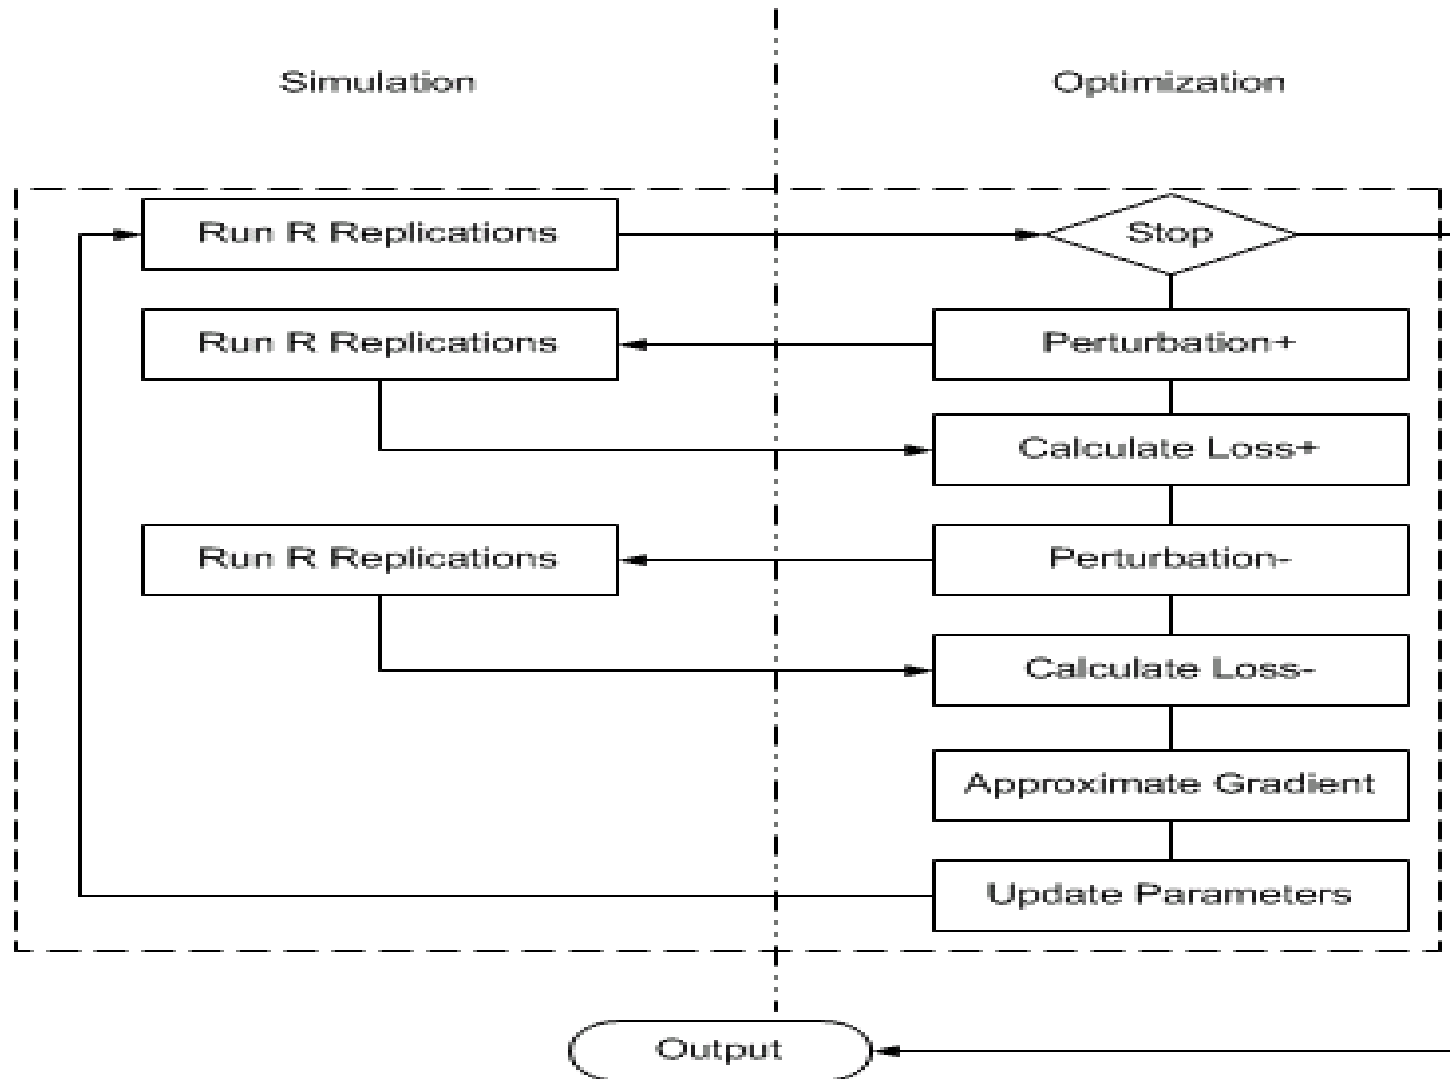 Simulation
Optimization
Run R Replications
Stop
Run R Replications
Perturbation+
Calculate Loss+
Run R Replications
Perturbation-
Calculate Loss-
Approximate Gradient
Update Parameters
Output